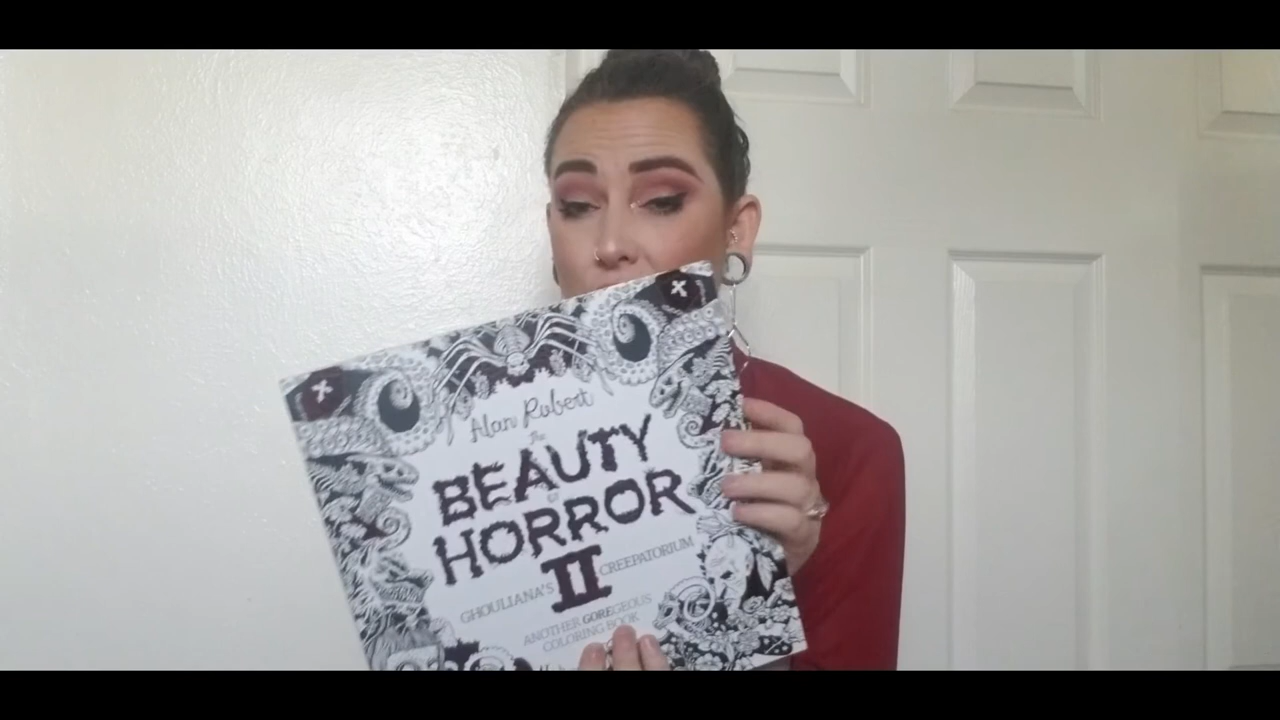 Alan Robert
The
BEAUTY
OF
HORROR
II
GHOULIANA'S CREEPATORIUM
ANOTHER GOREGEOUS
COLORING BOOK